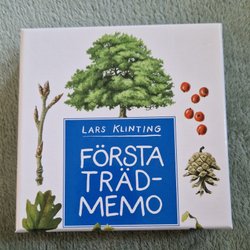 LARS KLINTING
FÖRSTA
TRÄD-
MEMO